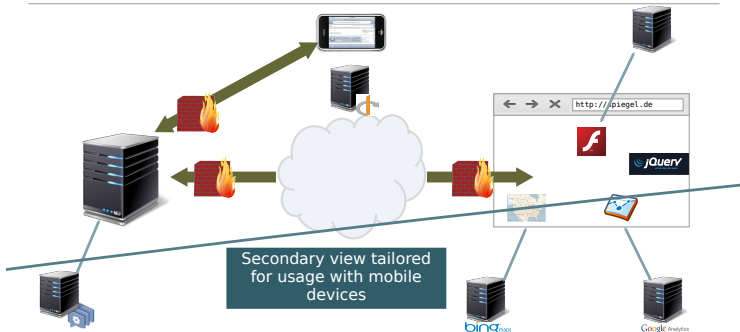 http://spiegel.de
jQuery
Secondary view tailored
for usage with mobile
devices
bing maps
Google Analytics